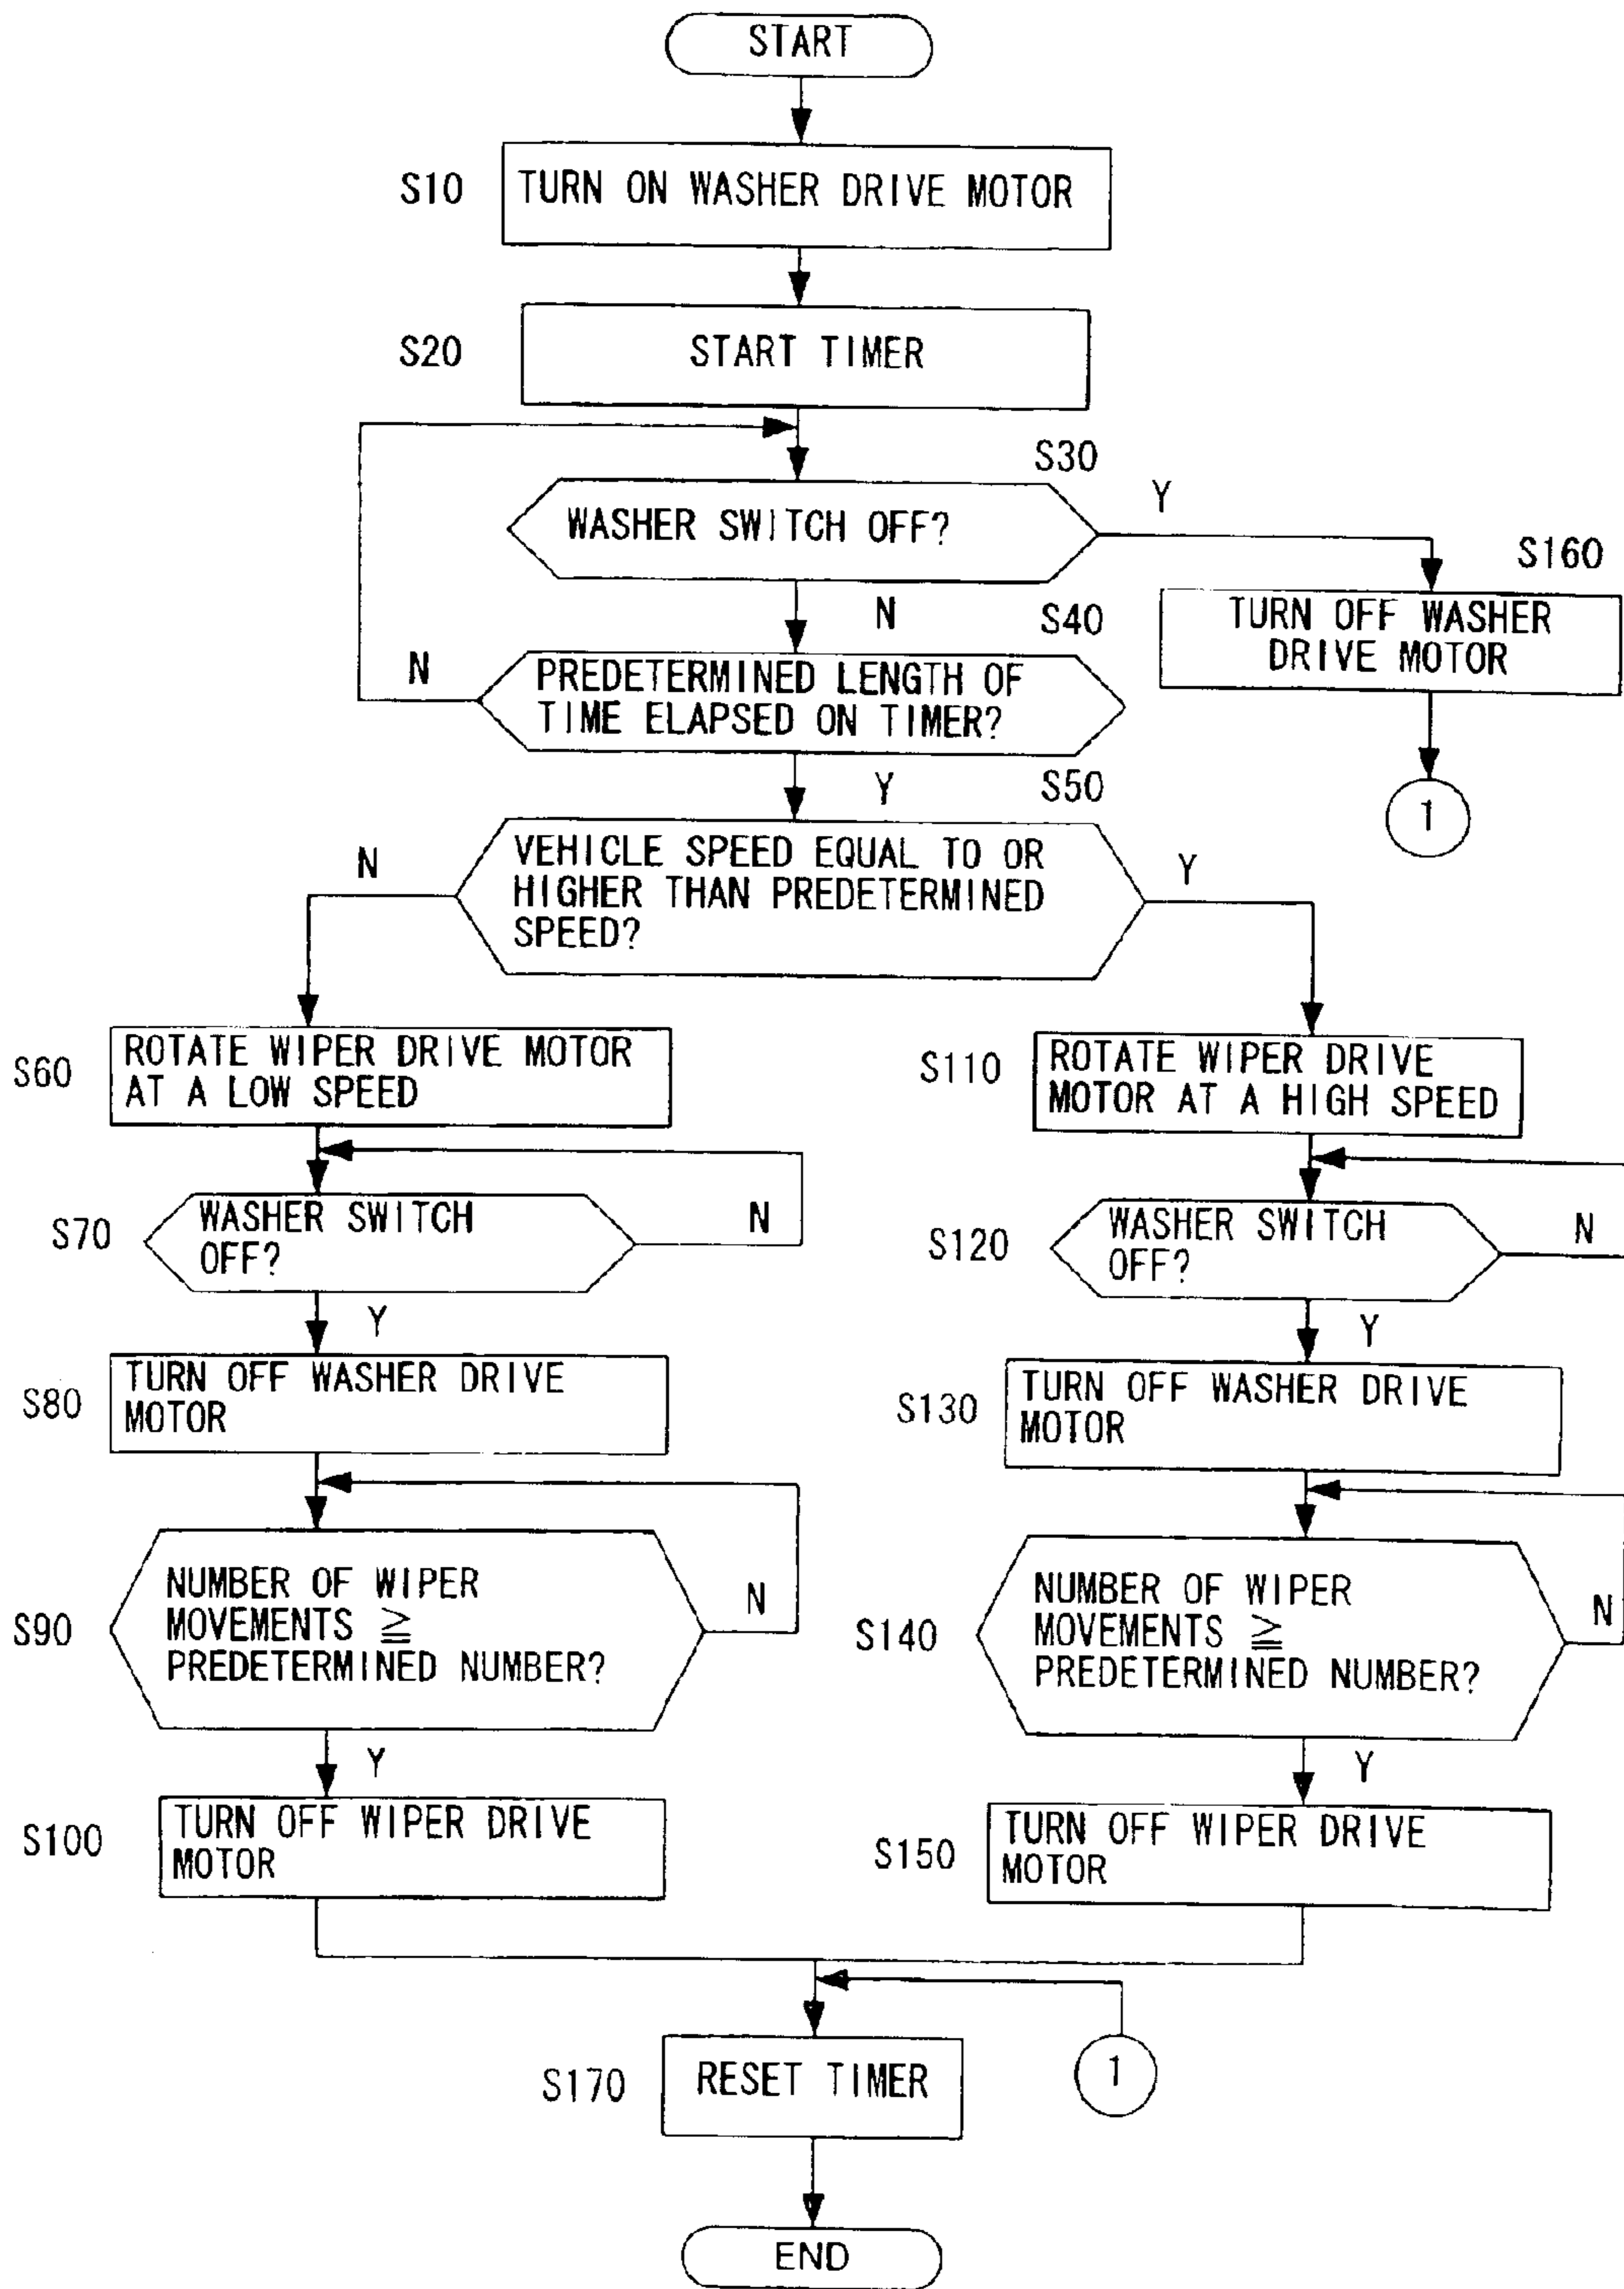 START
S10
TURN ON WASHER DRIVE MOTOR
S20
START TIMER
S30
WASHER SWITCH OFF?
Y
S160
N
S40
TURN OFF WASHER
DRIVE MOTOR
N
PREDETERMINED LENGTH OF
TIME ELAPSED ON TIMER?
Y
S50
1
N
VEHICLE SPEED EQUAL TO OR
HIGHER THAN PREDETERMINED
SPEED?
Y
S60
ROTATE WIPER DRIVE MOTOR
AT A LOW SPEED
S110
ROTATE WIPER DRIVE
MOTOR AT A HIGH SPEED
S70
WASHER SWITCH
OFF?
N
S120
WASHER SWITCH
OFF?
N
Y
Y
S80
TURN OFF WASHER DRIVE
MOTOR
S130
TURN OFF WASHER DRIVE
MOTOR
S90
NUMBER OF WIPER
MOVEMENTS ≧
PREDETERMINED NUMBER?
N
S140
NUMBER OF WIPER
MOVEMENTS ≧
PREDETERMINED NUMBER?
N
Y
Y
S100
TURN OFF WIPER DRIVE
MOTOR
S150
TURN OFF WIPER DRIVE
MOTOR
S170
RESET TIMER
1
END